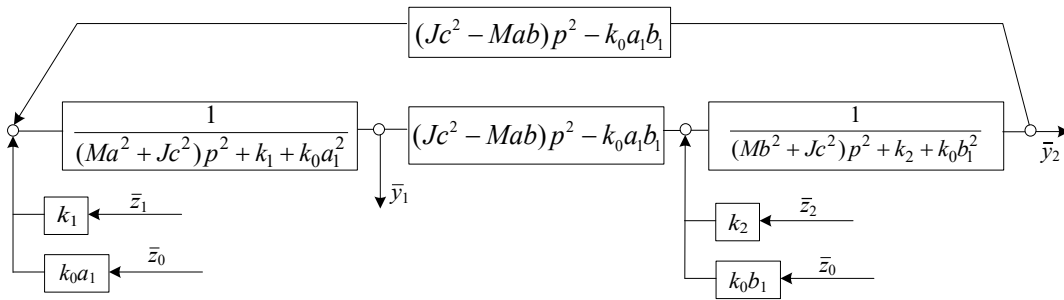 (Jc² − Mab)p² − k₀a₁b₁
1
(Ma² + Jc²)p² + k₁ + k₀a₁²
(Jc² − Mab)p² − k₀a₁b₁
1
(Mb² + Jc²)p² + k₂ + k₀b₁²
ȳ₁
ȳ₂
k₁
z̄₁
k₂
z̄₂
k₀a₁
z̄₀
k₀b₁
z̄₀